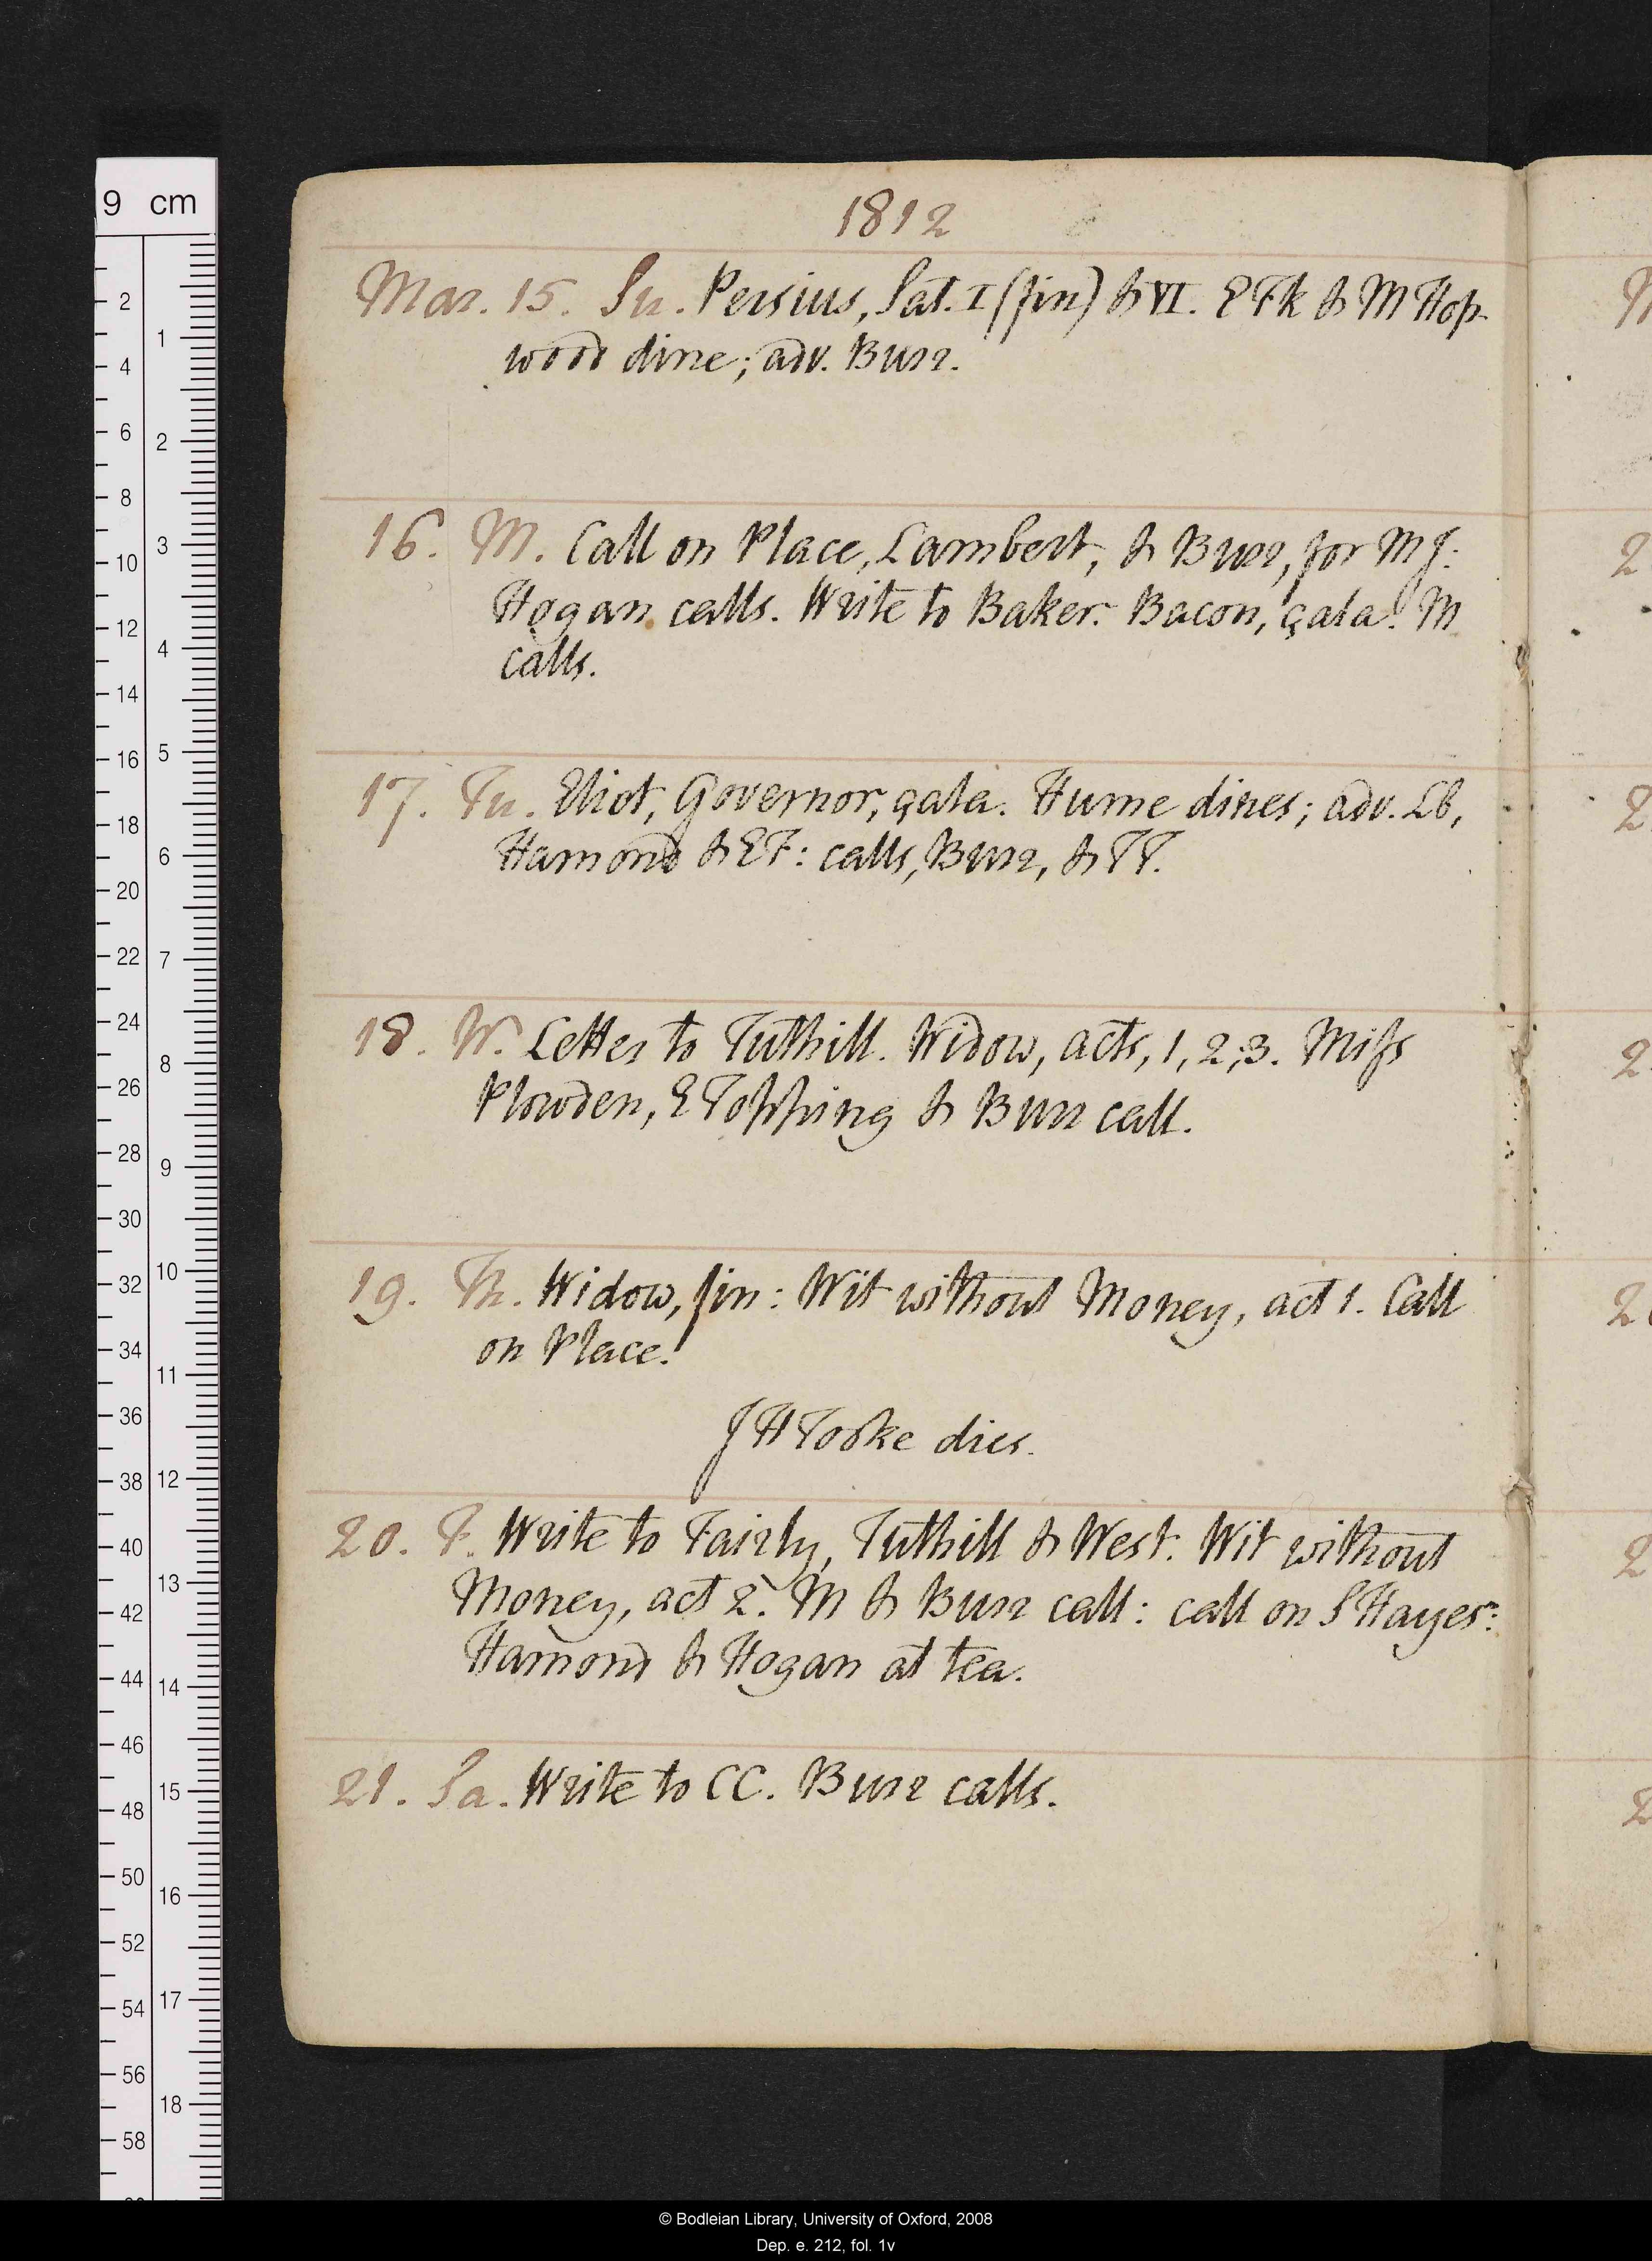 1812
Mar. 15. Su. Persius, Sat. I (fin) & VI. E Fk & M Hop-
wood dine; adv. Burr.
16. M. Call on Place, Lambert, & Burr, for M J:
Hogan calls. Write to Baker. Bacon, çala. M
calls.
17. Tu. Eliot, Governor, çala. Hume dines; adv. Lb,
Hamond & E F: calls, Burr, & TT.
18. W. Letter to Tuthill. Widow, acts, 1, 2, 3. Miss
Plowden, E Topping & Burr call.
19. Th. Widow, fin: Wit without Money, act 1. Call
on Place.
J H Tooke dies.
20. F. Write to Fairly, Tuthill & West. Wit without
Money, act 2. M & Burr call: call on S Hayes:
Hamond & Hogan at tea.
21. Sa. Write to CC. Burr calls.
9 cm
2
4
6
8
10
12
14
16
18
20
22
24
26
28
30
32
34
36
38
40
42
44
46
48
50
52
54
56
58
1
2
3
4
5
6
7
8
9
10
11
12
13
14
15
16
17
18
© Bodleian Library, University of Oxford, 2008
Dep. e. 212, fol. 1v